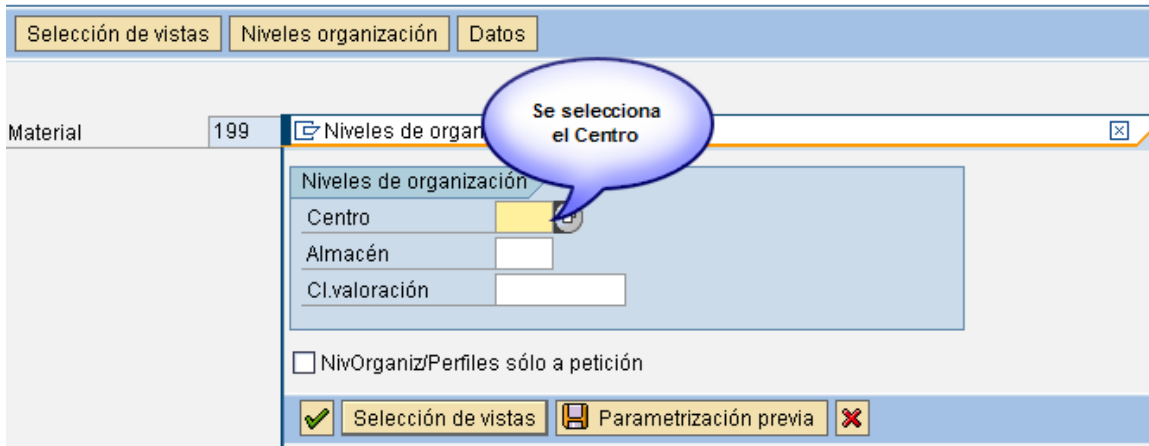 Selección de vistas Niveles organización Datos
Se selecciona
el Centro
Material 199 Niveles de organ
Niveles de organización
Centro
Almacén
Cl.valoración
NivOrganiz/Perfiles sólo a petición
Selección de vistas Parametrización previa